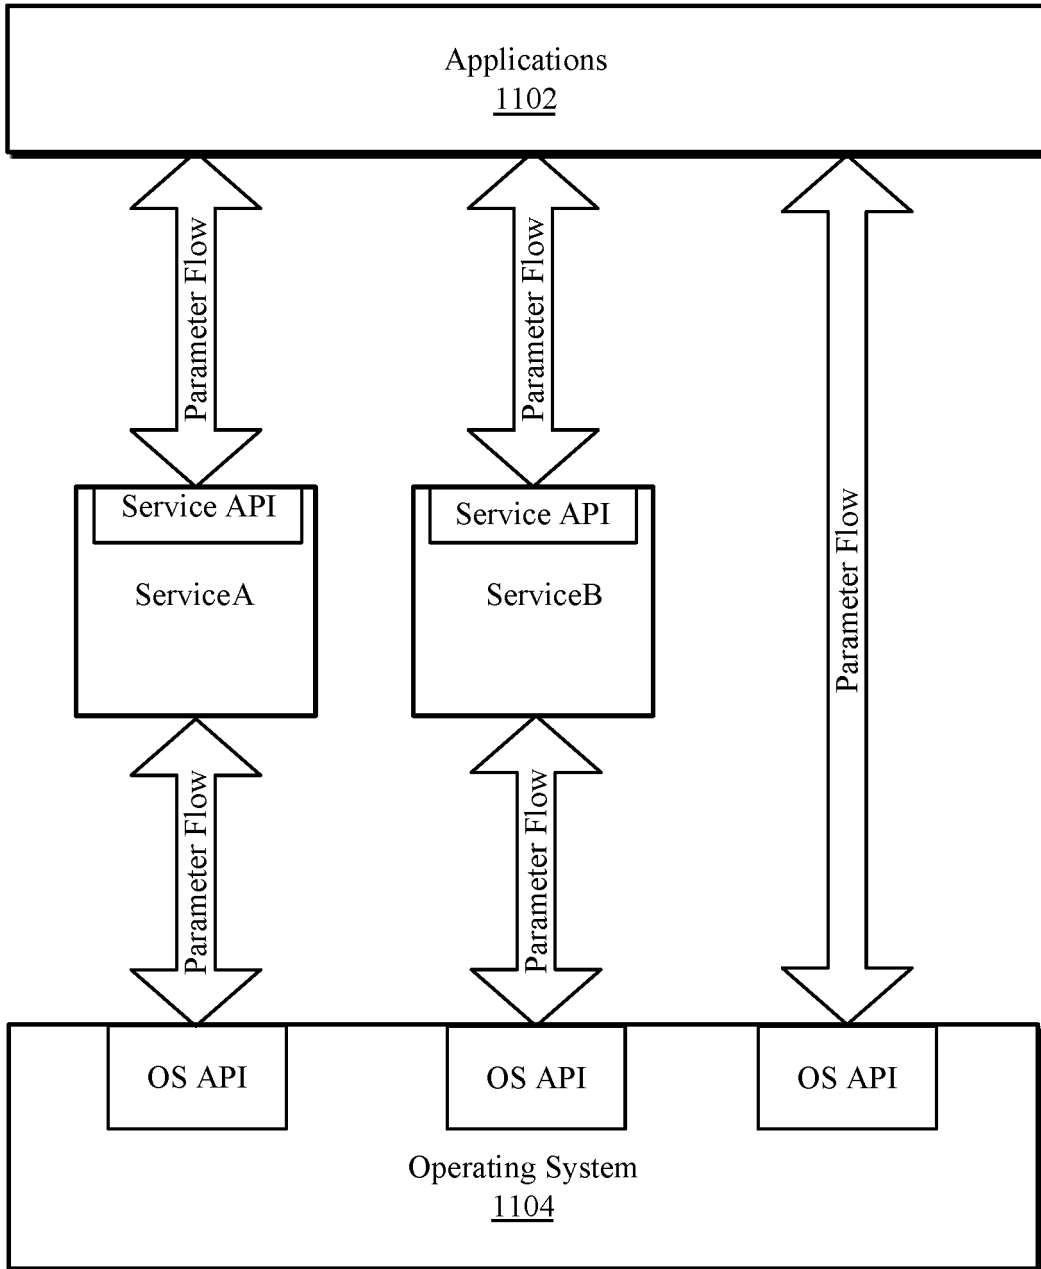 Applications
1102
Parameter Flow
Parameter Flow
Parameter Flow
Service API
ServiceA
Service API
ServiceB
Parameter Flow
Parameter Flow
OS API
OS API
OS API
Operating System
1104